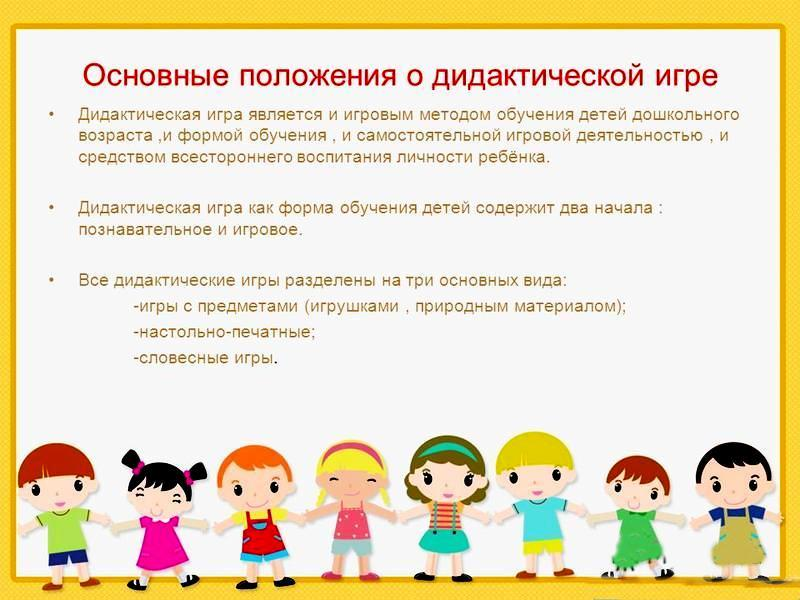 Основные положения о дидактической игре
• Дидактическая игра является и игровым методом обучения детей дошкольного
возраста ,и формой обучения , и самостоятельной игровой деятельностью , и
средством всестороннего воспитания личности ребёнка.
• Дидактическая игра как форма обучения детей содержит два начала :
познавательное и игровое.
• Все дидактические игры разделены на три основных вида:
-игры с предметами (игрушками , природным материалом);
-настольно-печатные;
-словесные игры.